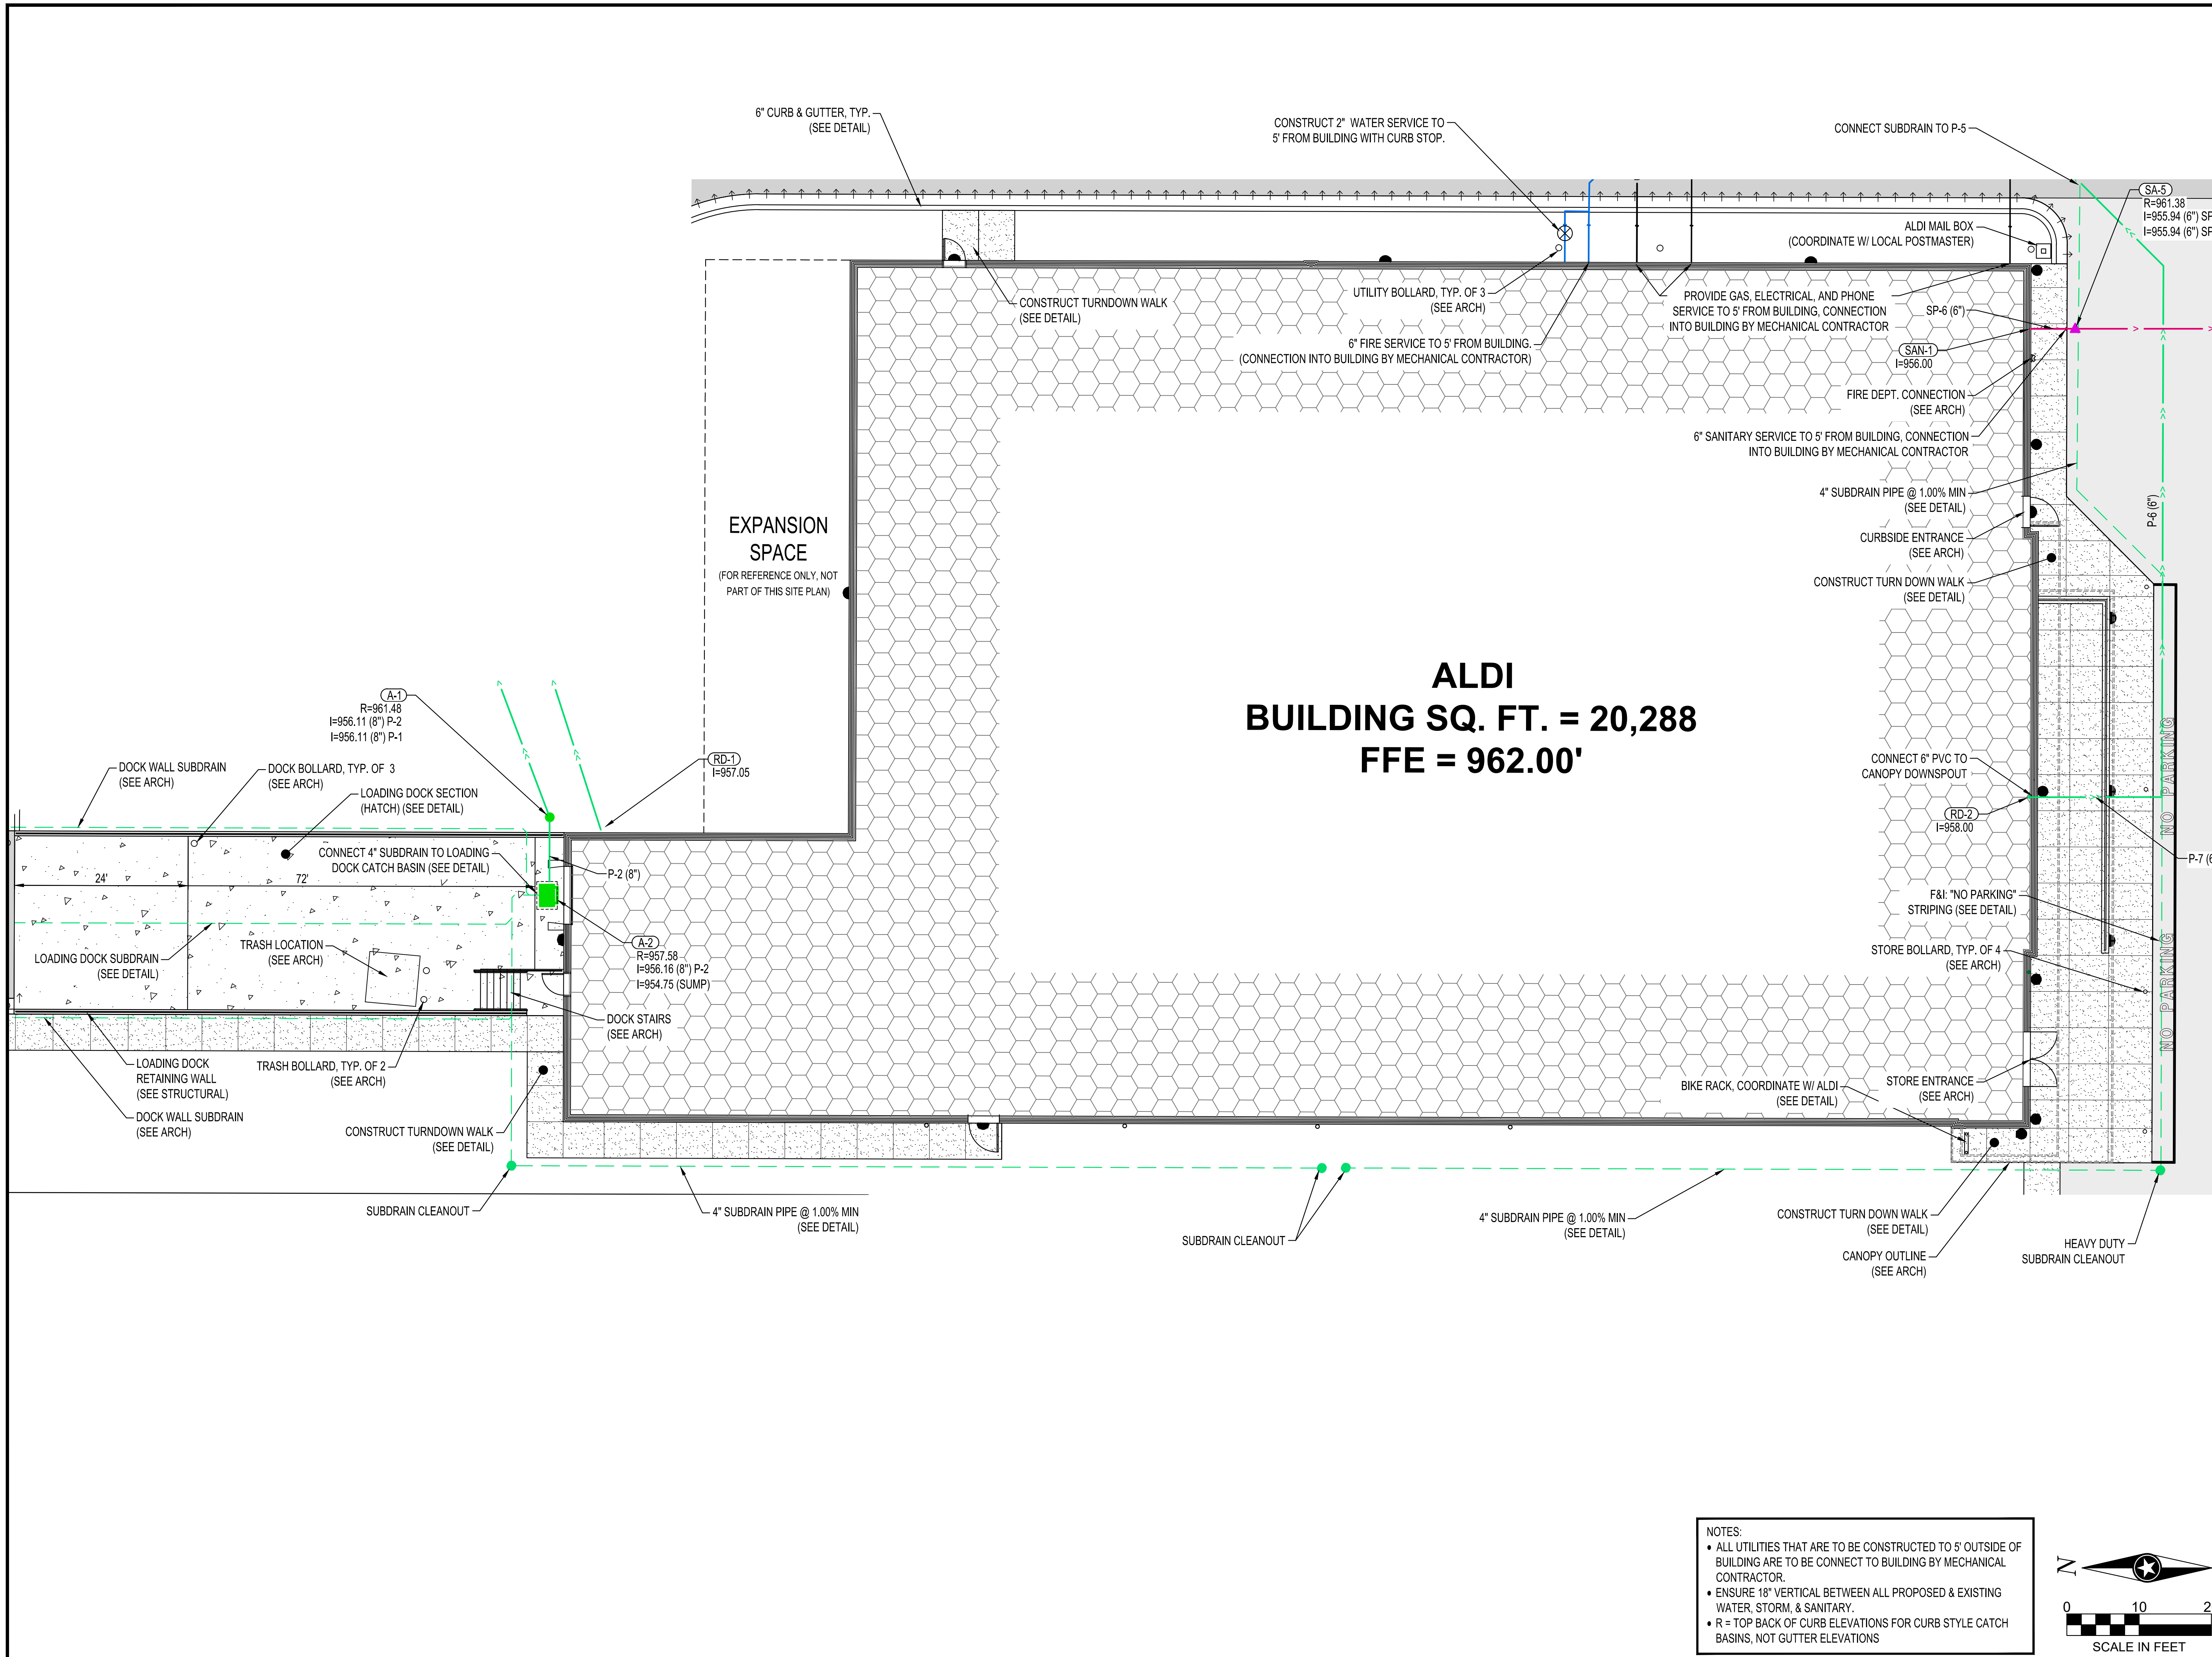 6" CURB & GUTTER, TYP.
(SEE DETAIL)
CONSTRUCT 2" WATER SERVICE TO
5' FROM BUILDING WITH CURB STOP.
CONNECT SUBDRAIN TO P-5
SA-5
R=961.38
I=955.94 (6")
I=955.94 (6")
ALDI MAIL BOX
(COORDINATE W/ LOCAL POSTMASTER)
CONSTRUCT TURNDOWN WALK
(SEE DETAIL)
UTILITY BOLLARD, TYP. OF 3
(SEE ARCH)
PROVIDE GAS, ELECTRICAL, AND PHONE
SERVICE TO 5' FROM BUILDING, CONNECTION
INTO BUILDING BY MECHANICAL CONTRACTOR
SP-6 (6")
6" FIRE SERVICE TO 5' FROM BUILDING.
(CONNECTION INTO BUILDING BY MECHANICAL CONTRACTOR)
SAN-1
I=956.00
FIRE DEPT. CONNECTION
(SEE ARCH)
6" SANITARY SERVICE TO 5' FROM BUILDING, CONNECTION
INTO BUILDING BY MECHANICAL CONTRACTOR
4" SUBDRAIN PIPE @ 1.00% MIN
(SEE DETAIL)
P-6 (6")
CURBSIDE ENTRANCE
(SEE ARCH)
CONSTRUCT TURN DOWN WALK
(SEE DETAIL)
EXPANSION
SPACE
(FOR REFERENCE ONLY, NOT
PART OF THIS SITE PLAN)
ALDI
BUILDING SQ. FT. = 20,288
FFE = 962.00'
A-1
R=961.48
I=956.11 (8") P-2
I=956.11 (8") P-1
RD-1
I=957.05
DOCK WALL SUBDRAIN
(SEE ARCH)
DOCK BOLLARD, TYP. OF 3
(SEE ARCH)
LOADING DOCK SECTION
(HATCH) (SEE DETAIL)
CONNECT 4" SUBDRAIN TO LOADING
DOCK CATCH BASIN (SEE DETAIL)
24'
72'
P-2 (8")
CONNECT 6" PVC TO
CANOPY DOWNSPOUT
RD-2
I=958.00
NO PARKING
P-7
F&I: "NO PARKING"
STRIPING (SEE DETAIL)
NO PARKING
STORE BOLLARD, TYP. OF 4
(SEE ARCH)
A-2
R=957.58
I=956.16 (8") P-2
I=954.75 (SUMP)
TRASH LOCATION
(SEE ARCH)
LOADING DOCK SUBDRAIN
(SEE DETAIL)
DOCK STAIRS
(SEE ARCH)
LOADING DOCK
RETAINING WALL
(SEE STRUCTURAL)
TRASH BOLLARD, TYP. OF 2
(SEE ARCH)
DOCK WALL SUBDRAIN
(SEE ARCH)
CONSTRUCT TURNDOWN WALK
(SEE DETAIL)
BIKE RACK, COORDINATE W/ ALDI
(SEE DETAIL)
STORE ENTRANCE
(SEE ARCH)
SUBDRAIN CLEANOUT
4" SUBDRAIN PIPE @ 1.00% MIN
(SEE DETAIL)
SUBDRAIN CLEANOUT
4" SUBDRAIN PIPE @ 1.00% MIN
(SEE DETAIL)
CONSTRUCT TURN DOWN WALK
(SEE DETAIL)
CANOPY OUTLINE
(SEE ARCH)
HEAVY DUTY
SUBDRAIN CLEANOUT
NOTES:
• ALL UTILITIES THAT ARE TO BE CONSTRUCTED TO 5' OUTSIDE OF
BUILDING ARE TO BE CONNECT TO BUILDING BY MECHANICAL
CONTRACTOR.
• ENSURE 18" VERTICAL BETWEEN ALL PROPOSED & EXISTING
WATER, STORM, & SANITARY.
• R = TOP BACK OF CURB ELEVATIONS FOR CURB STYLE CATCH
BASINS, NOT GUTTER ELEVATIONS
N
0 10
SCALE IN FEET